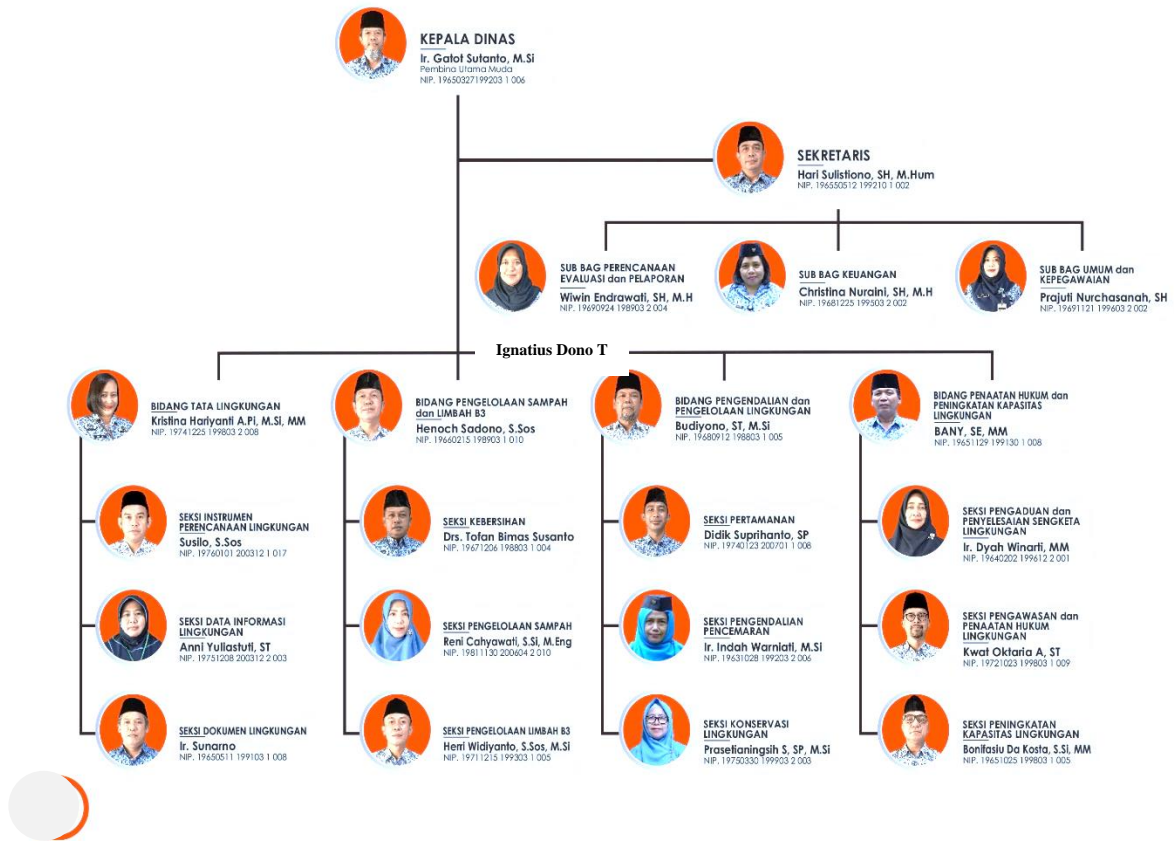 KEPALA DINAS
Ir. Gatot Sutanto, M.Si
Pembina Utama Muda
NIP. 19650327199203 1 006
SEKRETARIS
Hari Sulistiono, SH, M.Hum
NIP. 196550512 199210 1 002
SUB BAG PERENCANAAN
EVALUASI dan PELAPORAN
Wiwin Endrawati, SH, M.H
NIP. 19690924 198903 2 004
SUB BAG KEUANGAN
Christina Nuraini, SH, M.H
NIP. 19681225 199503 2 002
SUB BAG UMUM dan
KEPEGAWAIAN
Prajuti Nurchasanah, SH
NIP. 19691121 199603 2 002
Ignatius Dono T
BIDANG TATA LINGKUNGAN
Kristina Hariyanti A.Pi, M.Si, MM
NIP. 19741225 199803 2 008
BIDANG PENGELOLAAN SAMPAH
dan LIMBAH B3
Henoch Sadono, S.Sos
NIP. 19660215 198903 1 010
BIDANG PENGENDALIAN dan
PENGELOLAAN LINGKUNGAN
Budiyono, ST, M.Si
NIP. 19680912 198803 1 005
BIDANG PENAATAN HUKUM dan
PENINGKATAN KAPASITAS
LINGKUNGAN
BANY, SE, MM
NIP. 19651129 199130 1 008
SEKSI INSTRUMEN
PERENCANAAN LINGKUNGAN
Susilo, S.Sos
NIP. 19760101 200312 1 017
SEKSI KEBERSIHAN
Drs. Tofan Bimas Susanto
NIP. 19671206 198803 1 004
SEKSI PERTAMANAN
Didik Suprihanto, SP
NIP. 19740123 200701 1 008
SEKSI PENGADUAN dan
PENYELESAIAN SENGKETA
LINGKUNGAN
Ir. Dyah Winarti, MM
NIP. 19640202 199612 2 001
SEKSI DATA INFORMASI
LINGKUNGAN
Anni Yuliastuti, ST
NIP. 19751208 200312 2 003
SEKSI PENGELOLAAN SAMPAH
Reni Cahyawati, S.Si, M.Eng
NIP. 19811130 200604 2 010
SEKSI PENGENDALIAN
PENCEMARAN
Ir. Indah Warniati, M.Si
NIP. 19631028 199203 2 006
SEKSI PENGAWASAN dan
PENAATAN HUKUM
LINGKUNGAN
Kwat Oktaria A, ST
NIP. 19721023 199803 1 009
SEKSI DOKUMEN LINGKUNGAN
Ir. Sunarno
NIP. 19650511 199103 1 008
SEKSI PENGELOLAAN LIMBAH B3
Herri Widiyanto, S.Sos, M.Si
NIP. 19711215 199303 1 005
SEKSI KONSERVASI
LINGKUNGAN
Prasetianingsih S, SP, M.Si
NIP. 19750330 199903 2 003
SEKSI PENINGKATAN
KAPASITAS LINGKUNGAN
Bonifasiu Da Kosta, S.Si, MM
NIP. 19651025 199803 1 005